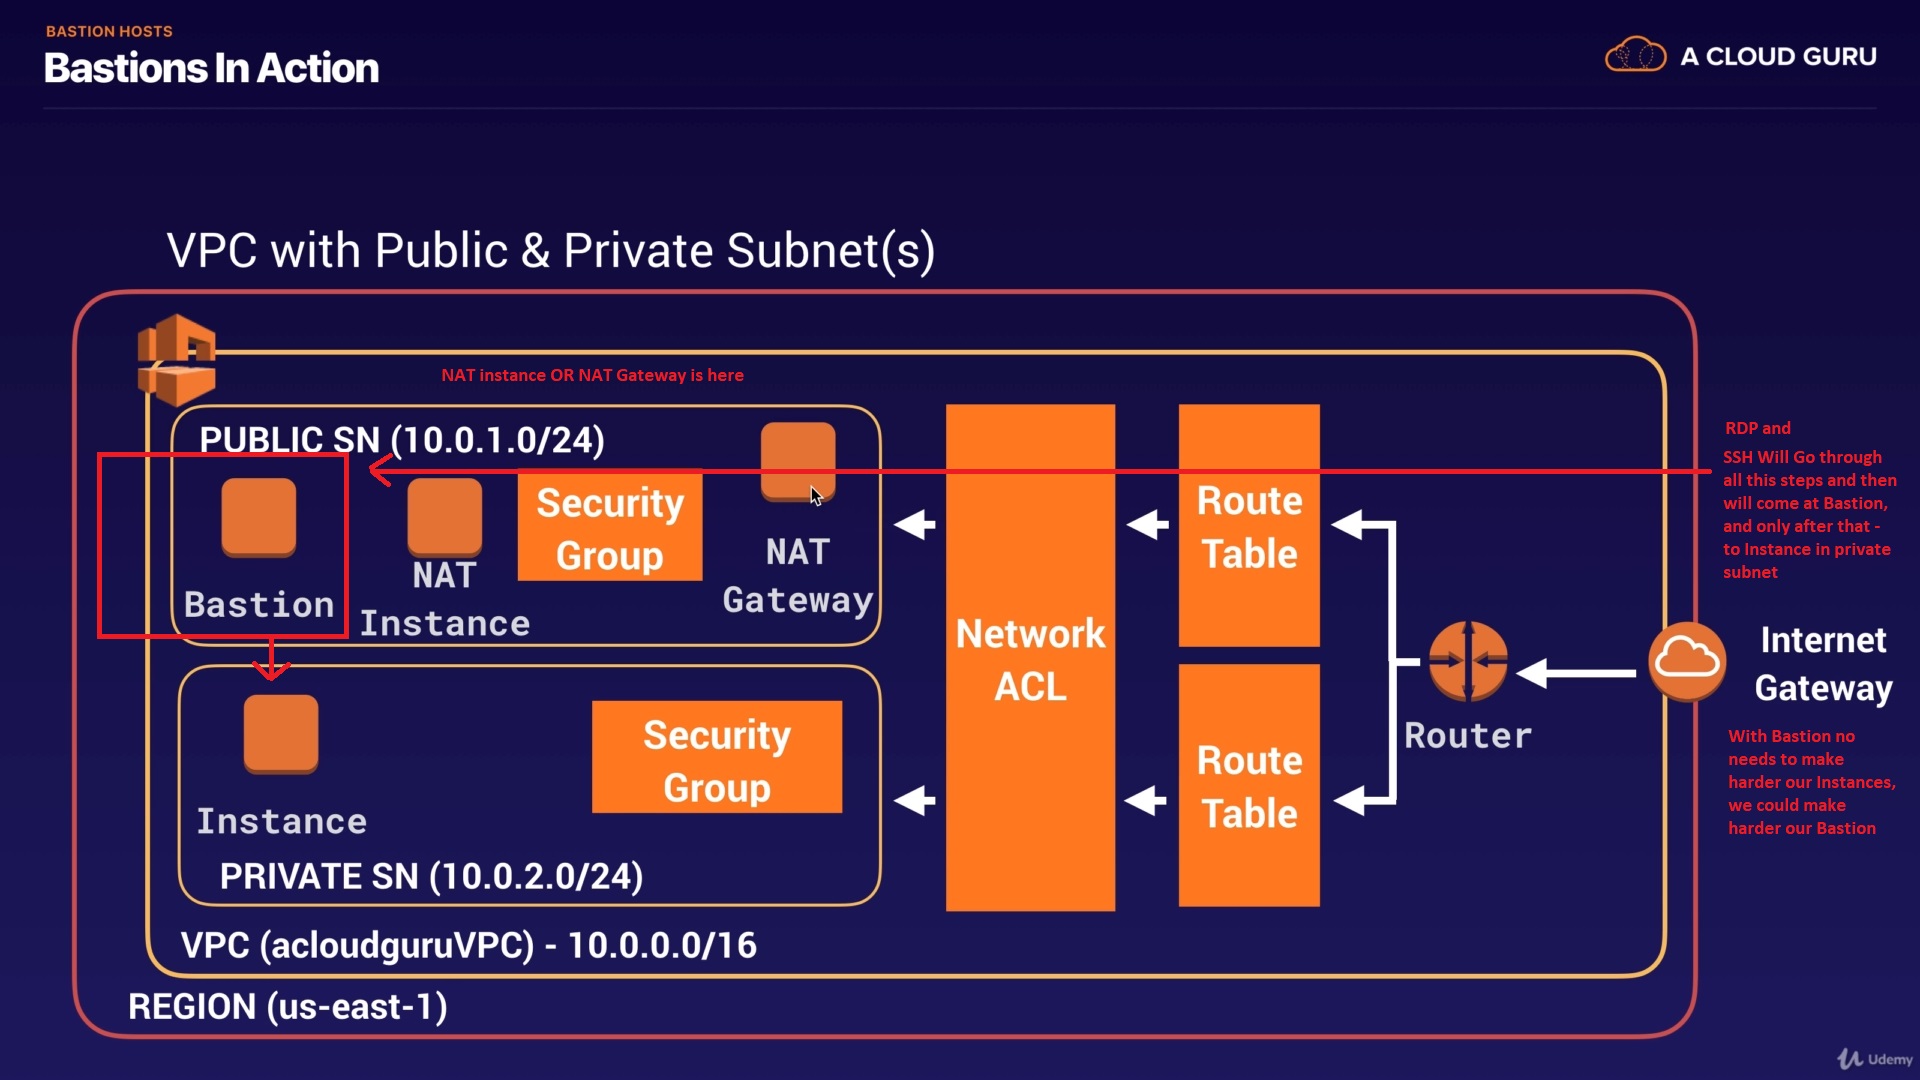 BASTION HOSTS
Bastions In Action
A CLOUD GURU
VPC with Public & Private Subnet(s)
NAT instance OR NAT Gateway is here
PUBLIC SN (10.0.1.0/24)
Bastion
NAT
Instance
Security
Group
NAT
Gateway
Network
ACL
Route
Table
Route
Table
Router
RDP and
SSH Will Go through
all this steps and then
will come at Bastion,
and only after that -
to Instance in private
subnet
Internet
Gateway
With Bastion no
needs to make
harder our Instances,
we could make
harder our Bastion
Instance
Security
Group
PRIVATE SN (10.0.2.0/24)
VPC (acloudguruVPC) - 10.0.0.0/16
REGION (us-east-1)
Udemy